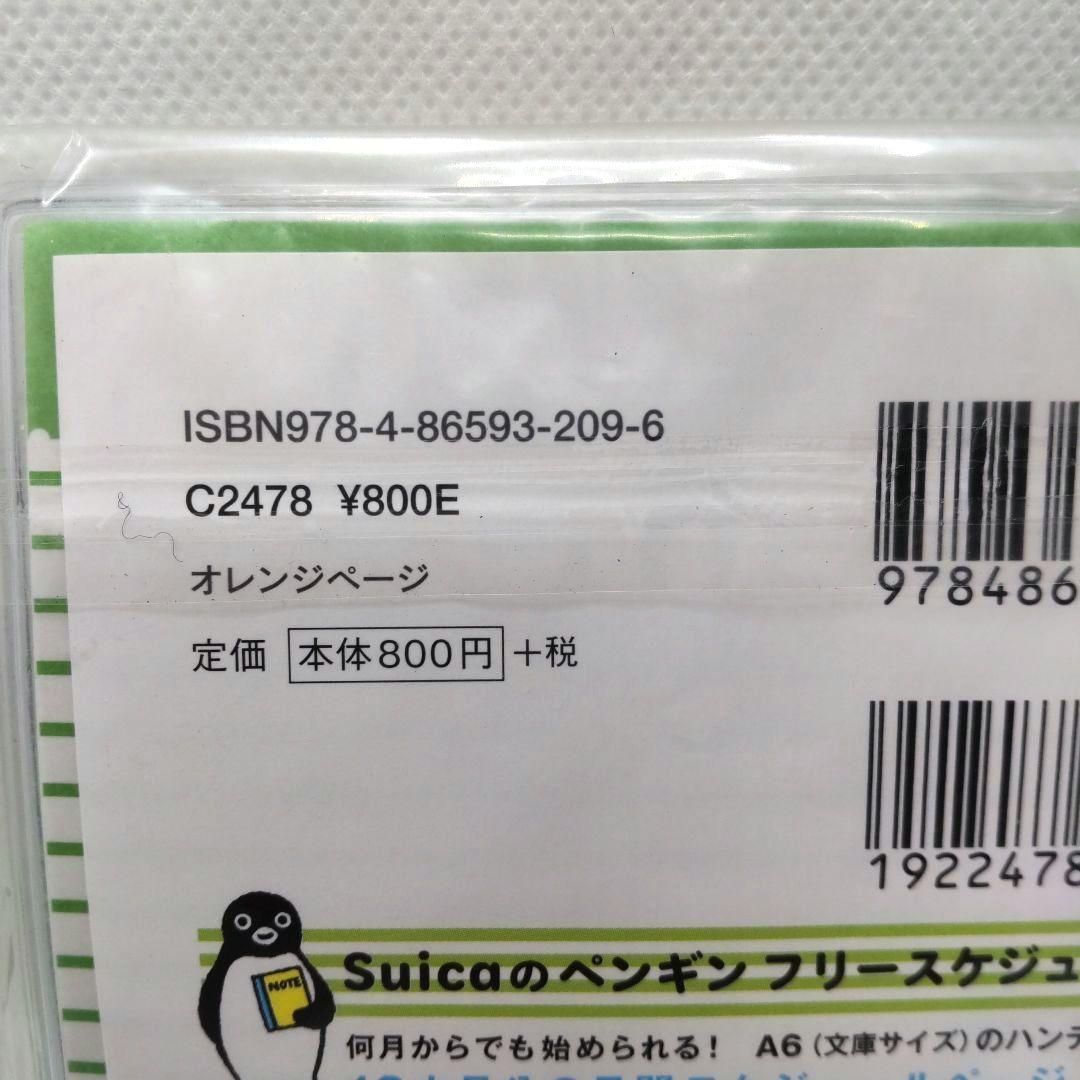 ISBN978-4-86593-209-6
C2478 ¥800E
オレンジページ
定価 本体800円 +税
978486
1922478
NOTE
Suicaのペンギン フリースケジュ
何月からでも始められる! A6(文庫サイズ)のハンデ